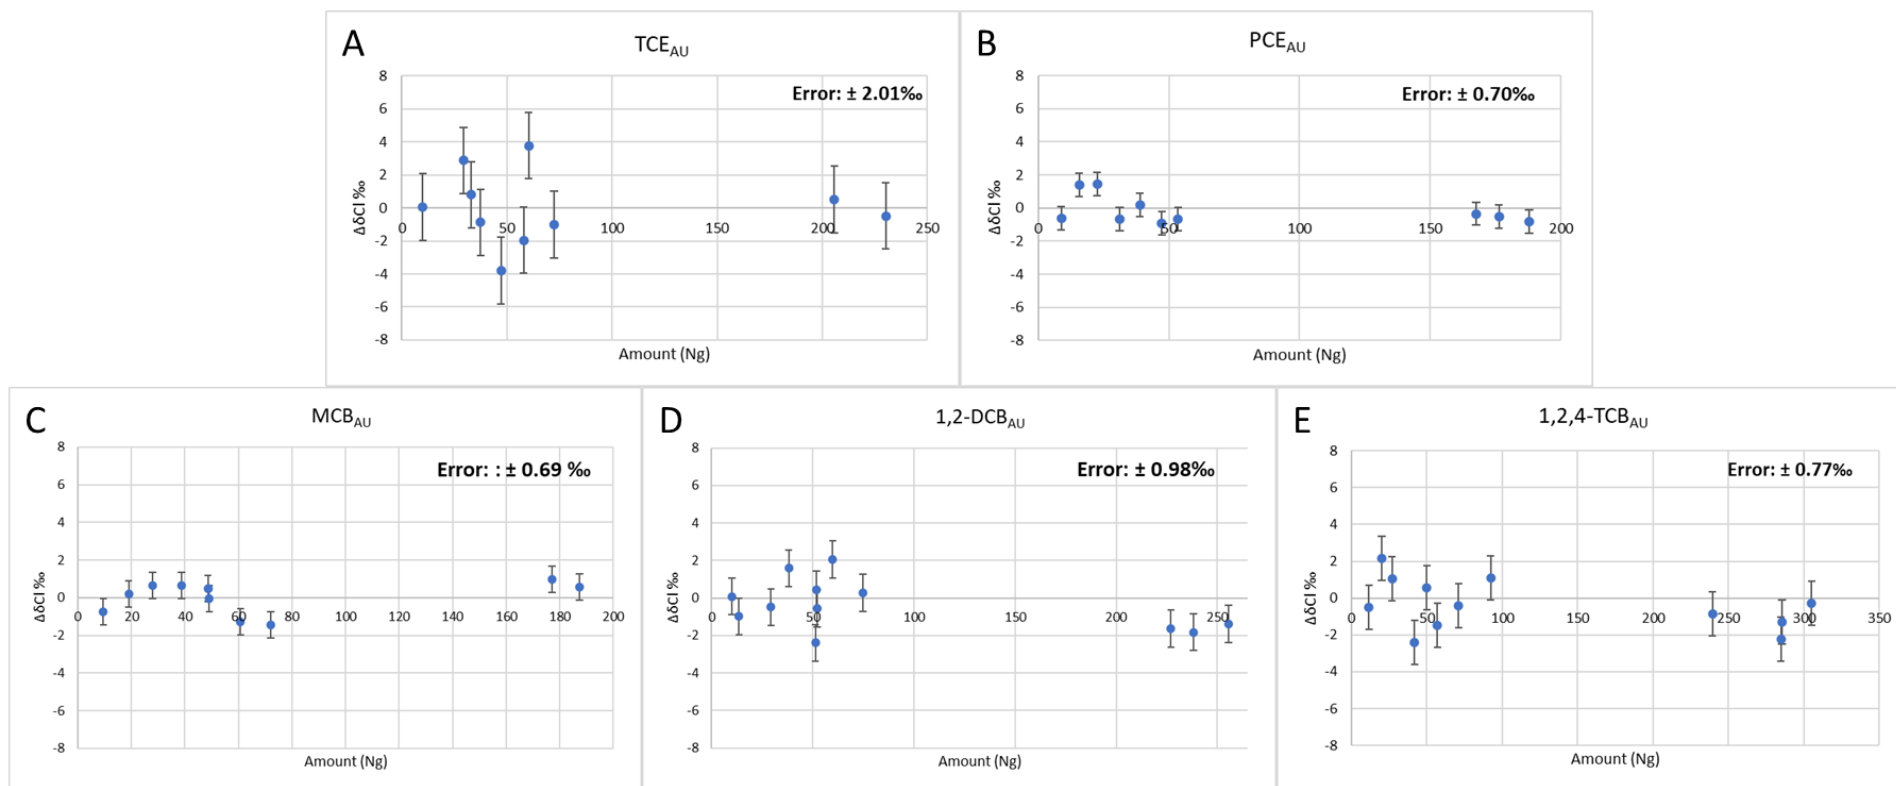 A
TCEAU
Error: ± 2.01‰
8
6
4
2
0
-2
-4
-6
-8
ΔδCl ‰
0 50 100 150 200 250
Amount (Ng)
B
PCEAU
Error: ± 0.70‰
8
6
4
2
0
-2
-4
-6
-8
ΔδCl ‰
0 50 100 150 200
Amount (Ng)
C
MCBAU
Error: : ± 0.69 ‰
8
6
4
2
0
-2
-4
-6
-8
ΔδCl ‰
0 20 40 60 80 100 120 140 160 180 200
Amount (Ng)
D
1,2-DCBAU
Error: ± 0.98‰
8
6
4
2
0
-2
-4
-6
-8
ΔδCl ‰
0 50 100 150 200 250
Amount (Ng)
E
1,2,4-TCBAU
Error: ± 0.77‰
8
6
4
2
0
-2
-4
-6
-8
ΔδCl ‰
0 50 100 150 200 250 300 350
Amount (Ng)